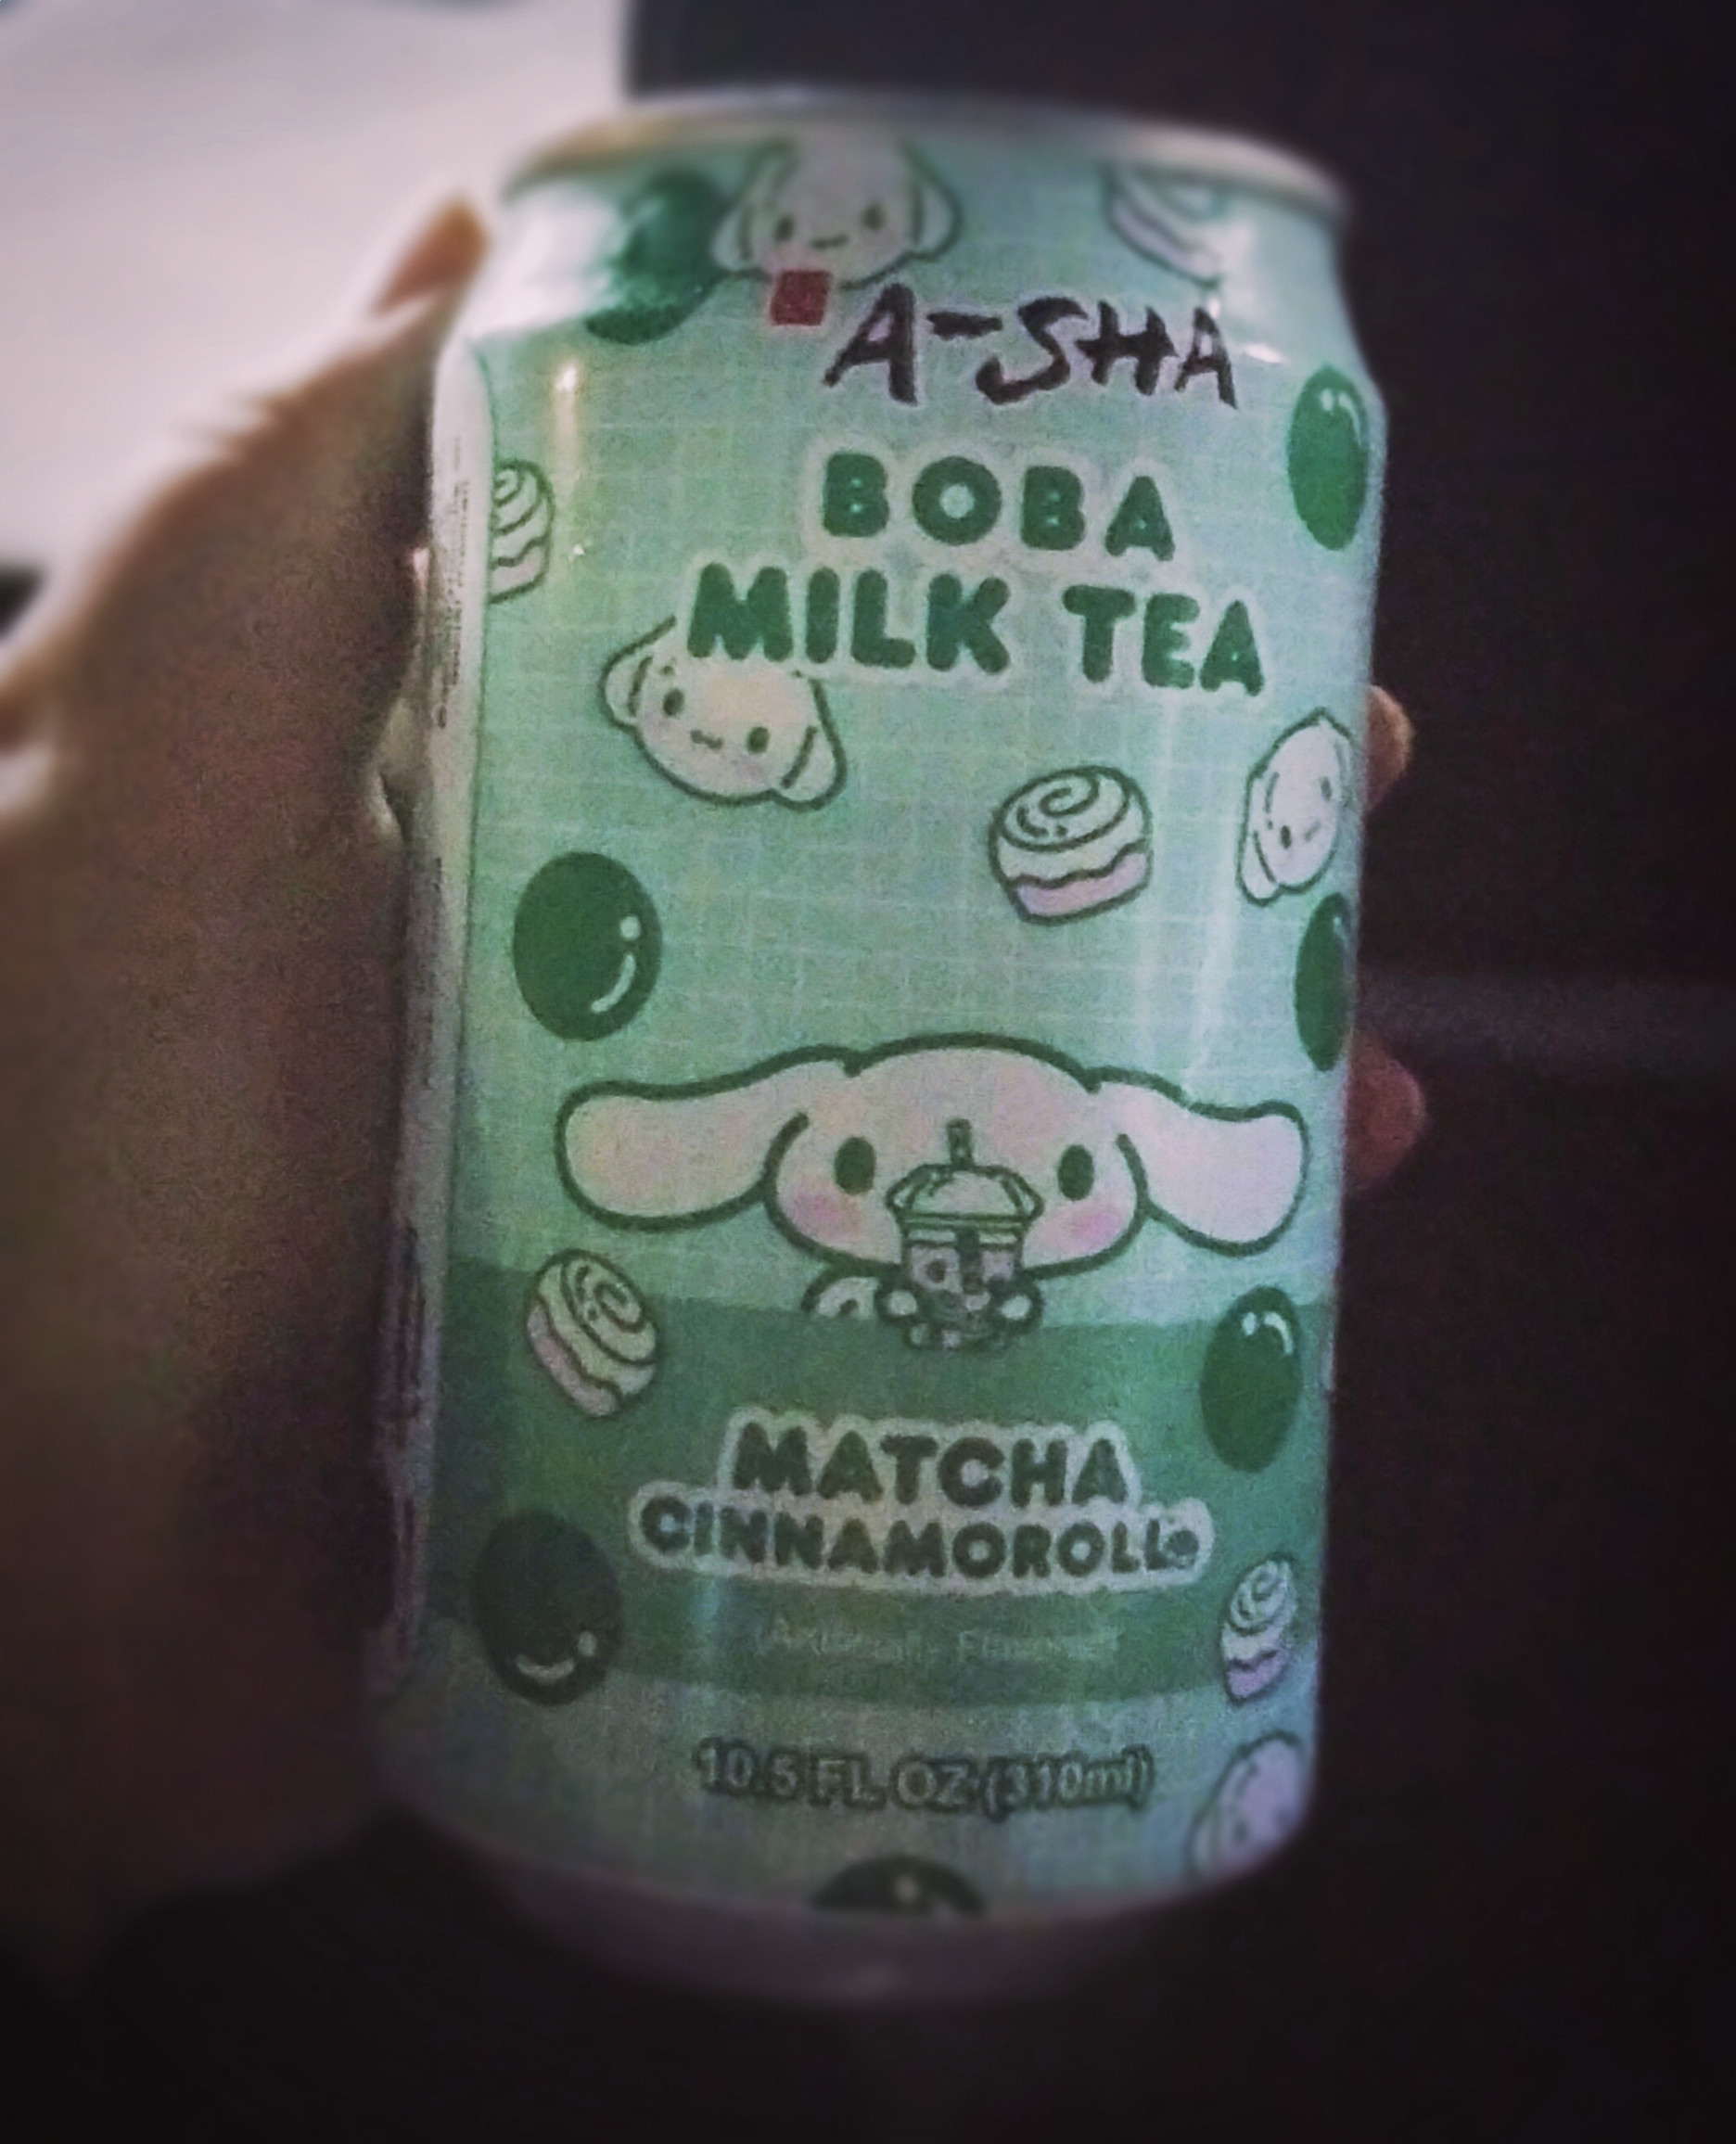 A-SHA
BOBA
MILK TEA
MATCHA
CINNAMOROLL
10.5 FL OZ (310ml)